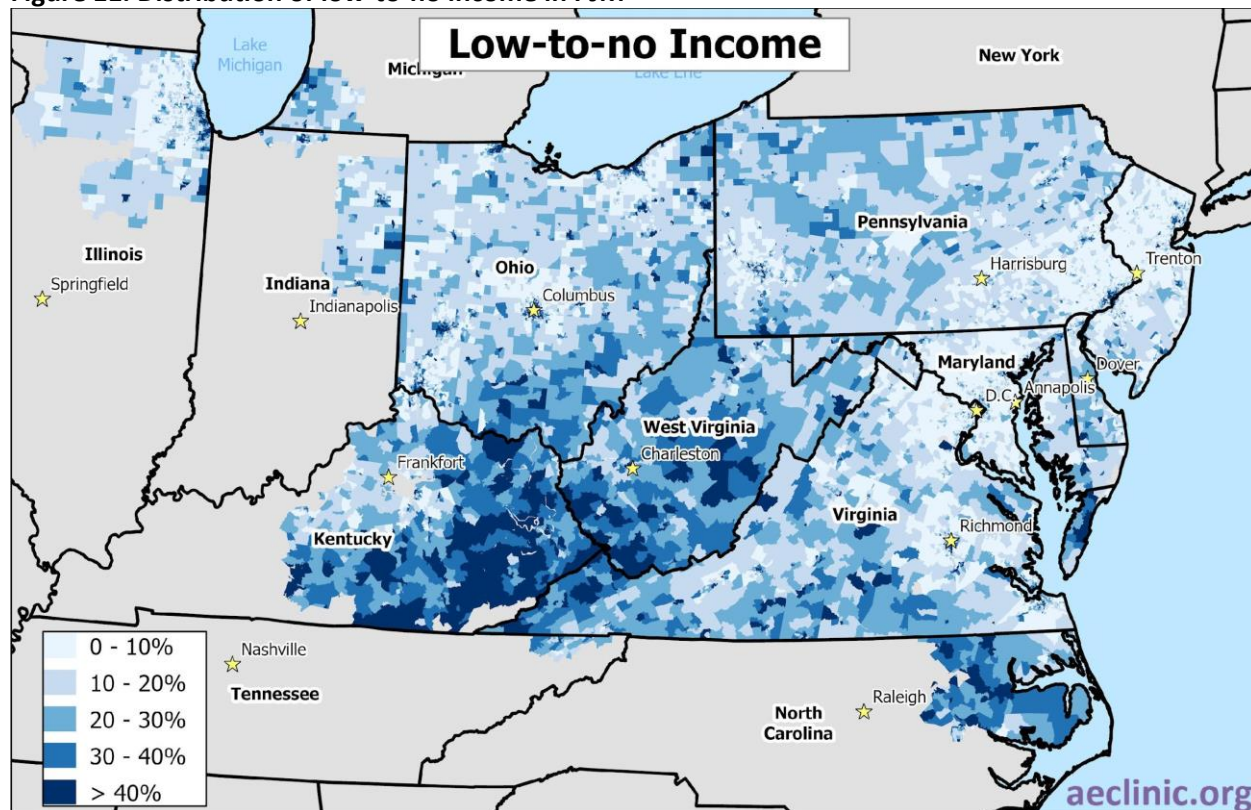 Low-to-no Income
Lake
Michigan
Michigan
Lake Erie
New York
Pennsylvania
Illinois
Springfield
Indiana
Indianapolis
Ohio
Columbus
Harrisburg
Trenton
Maryland
Dover
D.C.
Annapolis
West Virginia
Charleston
Frankfort
Kentucky
Virginia
Richmond
Nashville
Tennessee
Raleigh
North
Carolina
0 - 10%
10 - 20%
20 - 30%
30 - 40%
> 40%
aeclinic.org